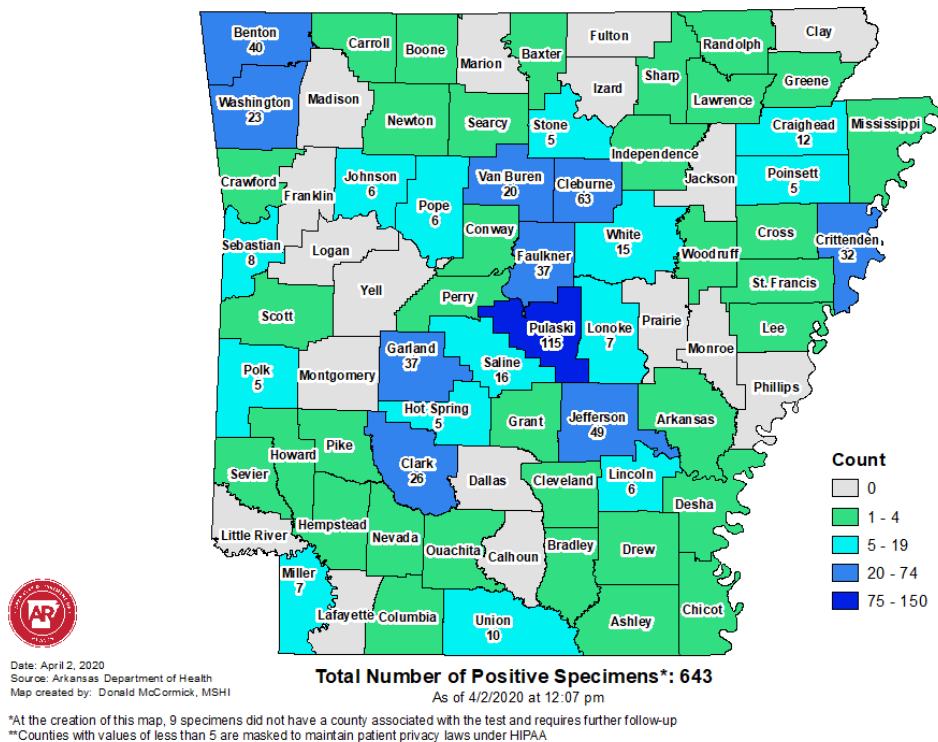 Benton
40
Carroll
Boone
Marion
Baxter
Fulton
Randolph
Clay
Washington
23
Madison
Newton
Searcy
Stone
5
Izard
Sharp
Lawrence
Greene
Craighead
12
Mississippi
Crawford
Franklin
Johnson
6
Pope
6
Van Buren
20
Cleburne
63
Independence
Jackson
Poinsett
5
Sebastian
8
Logan
Conway
Faulkner
37
White
15
Woodruff
Cross
Crittenden
32
St. Francis
Yell
Scott
Perry
Pulaski
115
Lonoke
7
Prairie
Monroe
Lee
Phillips
Polk
5
Montgomery
Garland
37
Saline
16
Hot Spring
5
Grant
Jefferson
49
Arkansas
Sevier
Howard
Pike
Clark
26
Dallas
Cleveland
Lincoln
6
Desha
Little River
Hempstead
Nevada
Ouachita
Calhoun
Bradley
Drew
Miller
7
Lafayette
Columbia
Union
10
Ashley
Chicot
Count
0
1 - 4
5 - 19
20 - 74
75 - 150
AR
Date: April 2, 2020
Source: Arkansas Department of Health
Map created by: Donald McCormick, MSHI
Total Number of Positive Specimens*: 643
As of 4/2/2020 at 12:07 pm
*At the creation of this map, 9 specimens did not have a county associated with the test and requires further follow-up
**Counties with values of less than 5 are masked to maintain patient privacy laws under HIPAA